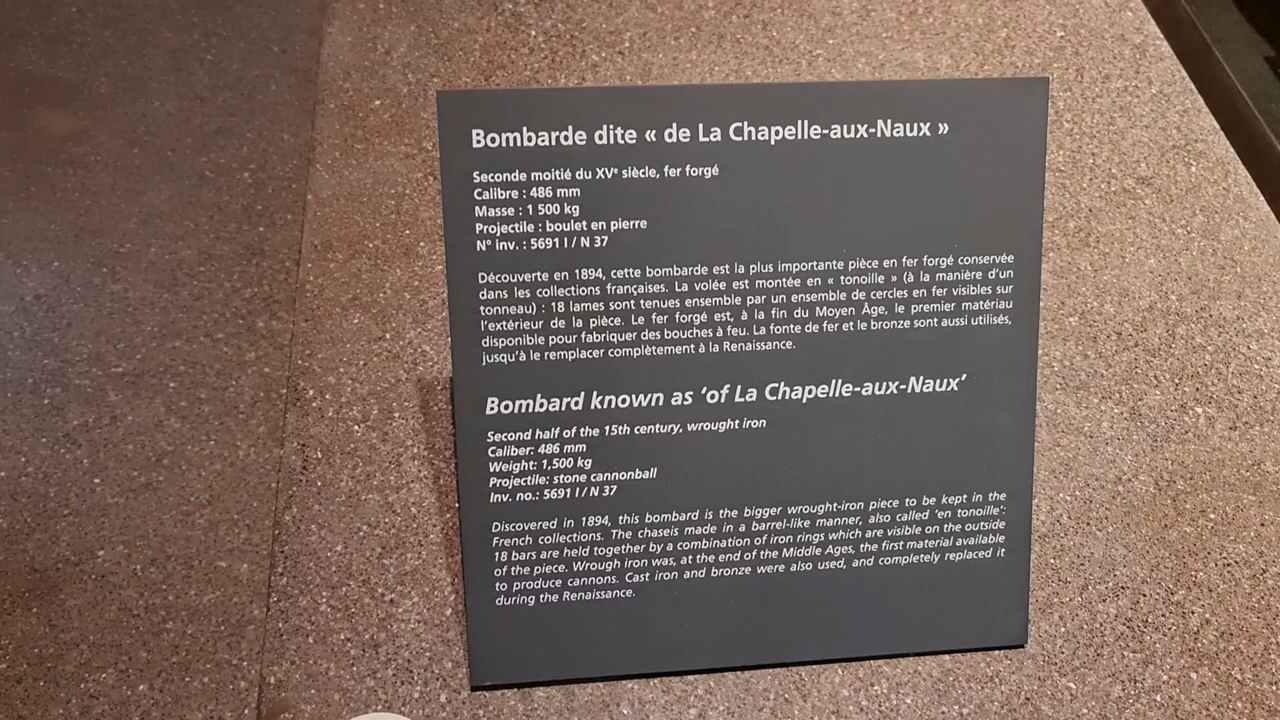 Bombarde dite « de La Chapelle-aux-Naux »
Seconde moitié du XVe siècle, fer forgé
Calibre : 486 mm
Masse : 1 500 kg
Projectile : boulet en pierre
N° inv. : 5691 I / N 37
Découverte en 1894, cette bombarde est la plus importante pièce en fer forgé conservée
dans les collections françaises. La volée est montée en « tonoille » (à la manière d'un
tonneau) : 18 lames sont tenues ensemble par un ensemble de cercles en fer visibles sur
l'extérieur de la pièce. Le fer forgé est, à la fin du Moyen Âge, le premier matériau
disponible pour fabriquer des bouches à feu. La fonte de fer et le bronze sont aussi utilisés,
jusqu'à le remplacer complètement à la Renaissance.
Bombard known as 'of La Chapelle-aux-Naux'
Second half of the 15th century, wrought iron
Caliber: 486 mm
Weight: 1,500 kg
Projectile: stone cannonball
Inv. no.: 5691 I / N 37
Discovered in 1894, this bombard is the bigger wrought-iron piece to be kept in the
French collections. The chaseis made in a barrel-like manner, also called 'en tonoille':
18 bars are held together by a combination of iron rings which are visible on the outside
of the piece. Wrough iron was, at the end of the Middle Ages, the first material available
to produce cannons. Cast iron and bronze were also used, and completely replaced it
during the Renaissance.